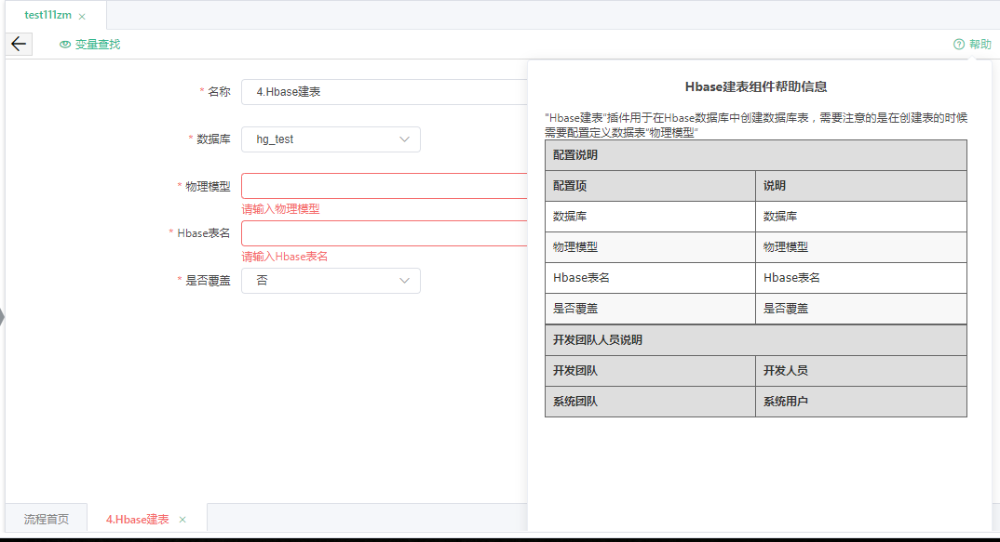 test111zm ×
变量查找
帮助
* 名称 4.Hbase建表
* 数据库 hg_test
* 物理模型
请输入物理模型
* Hbase表名
请输入Hbase表名
* 是否覆盖 否
Hbase建表组件帮助信息
"Hbase建表"插件用于在Hbase数据库中创建数据库表，需要注意的是在创建表的时候
需要配置定义数据表"物理模型"
配置说明
配置项 说明
数据库 数据库
物理模型 物理模型
Hbase表名 Hbase表名
是否覆盖 是否覆盖
开发团队人员说明
开发团队 开发人员
系统团队 系统用户
流程首页 4.Hbase建表 ×